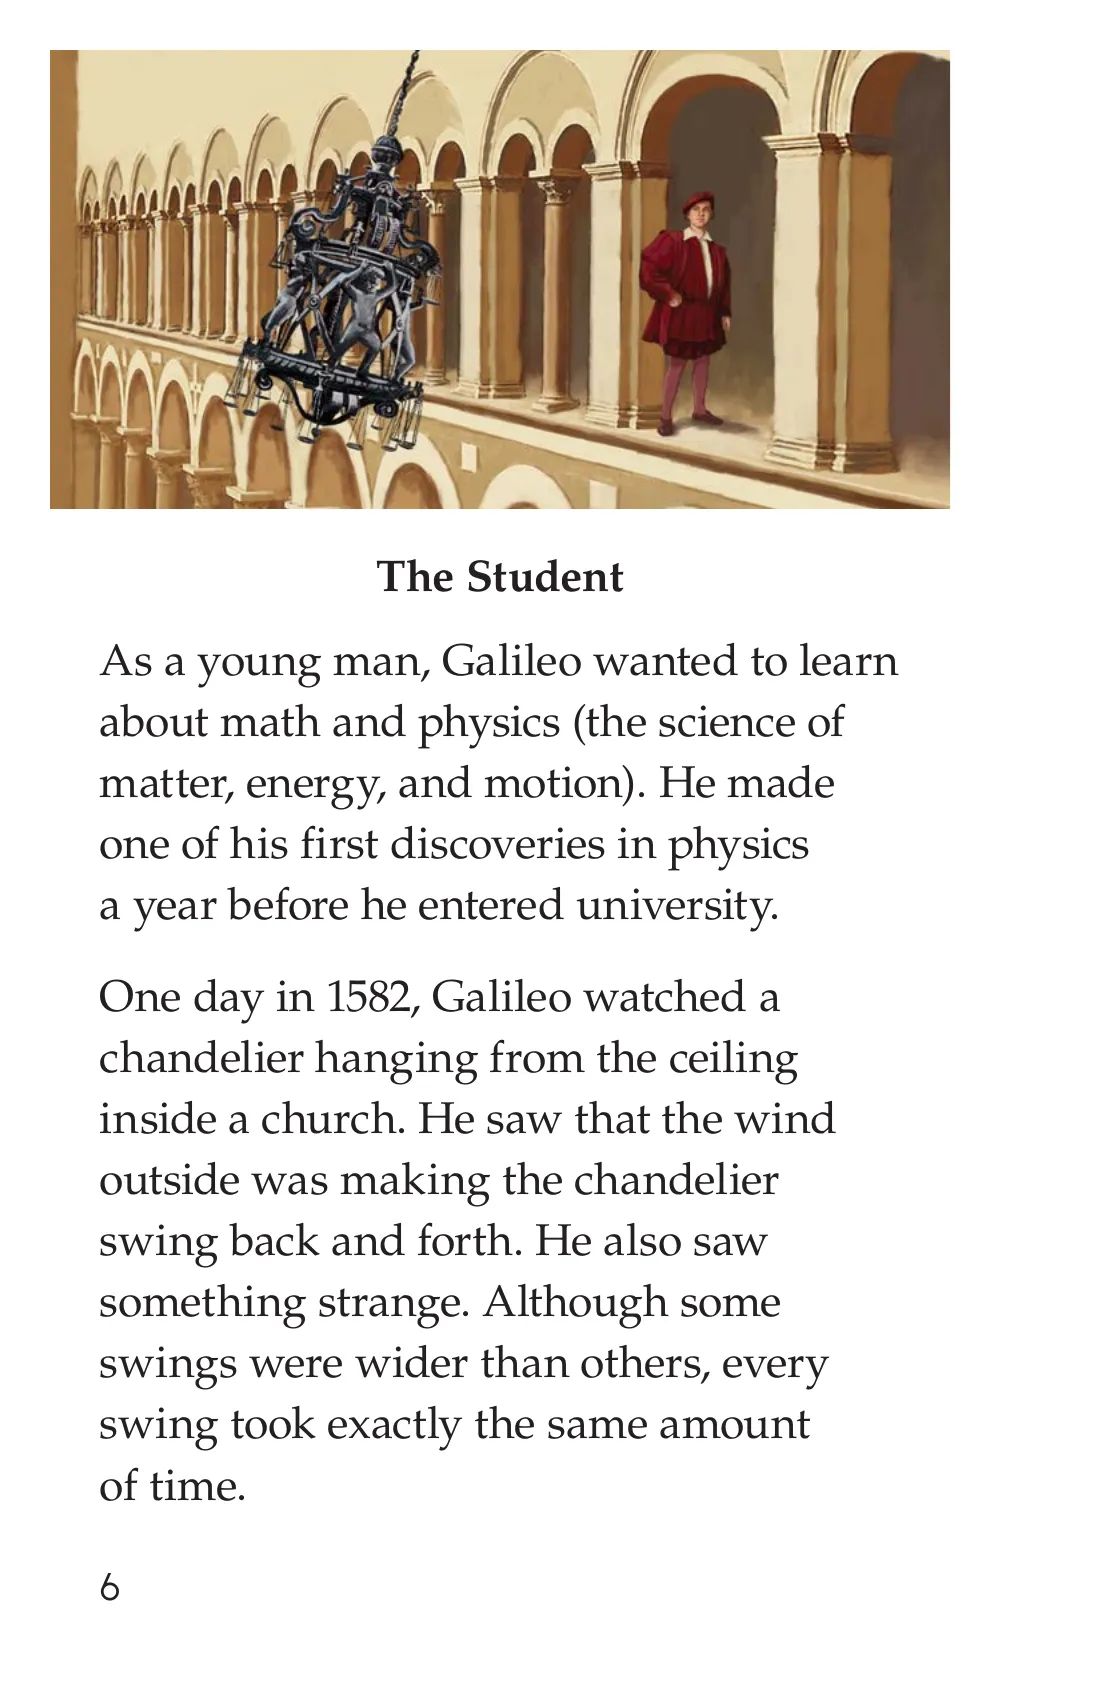 The Student
As a young man, Galileo wanted to learn
about math and physics (the science of
matter, energy, and motion). He made
one of his first discoveries in physics
a year before he entered university.
One day in 1582, Galileo watched a
chandelier hanging from the ceiling
inside a church. He saw that the wind
outside was making the chandelier
swing back and forth. He also saw
something strange. Although some
swings were wider than others, every
swing took exactly the same amount
of time.
6